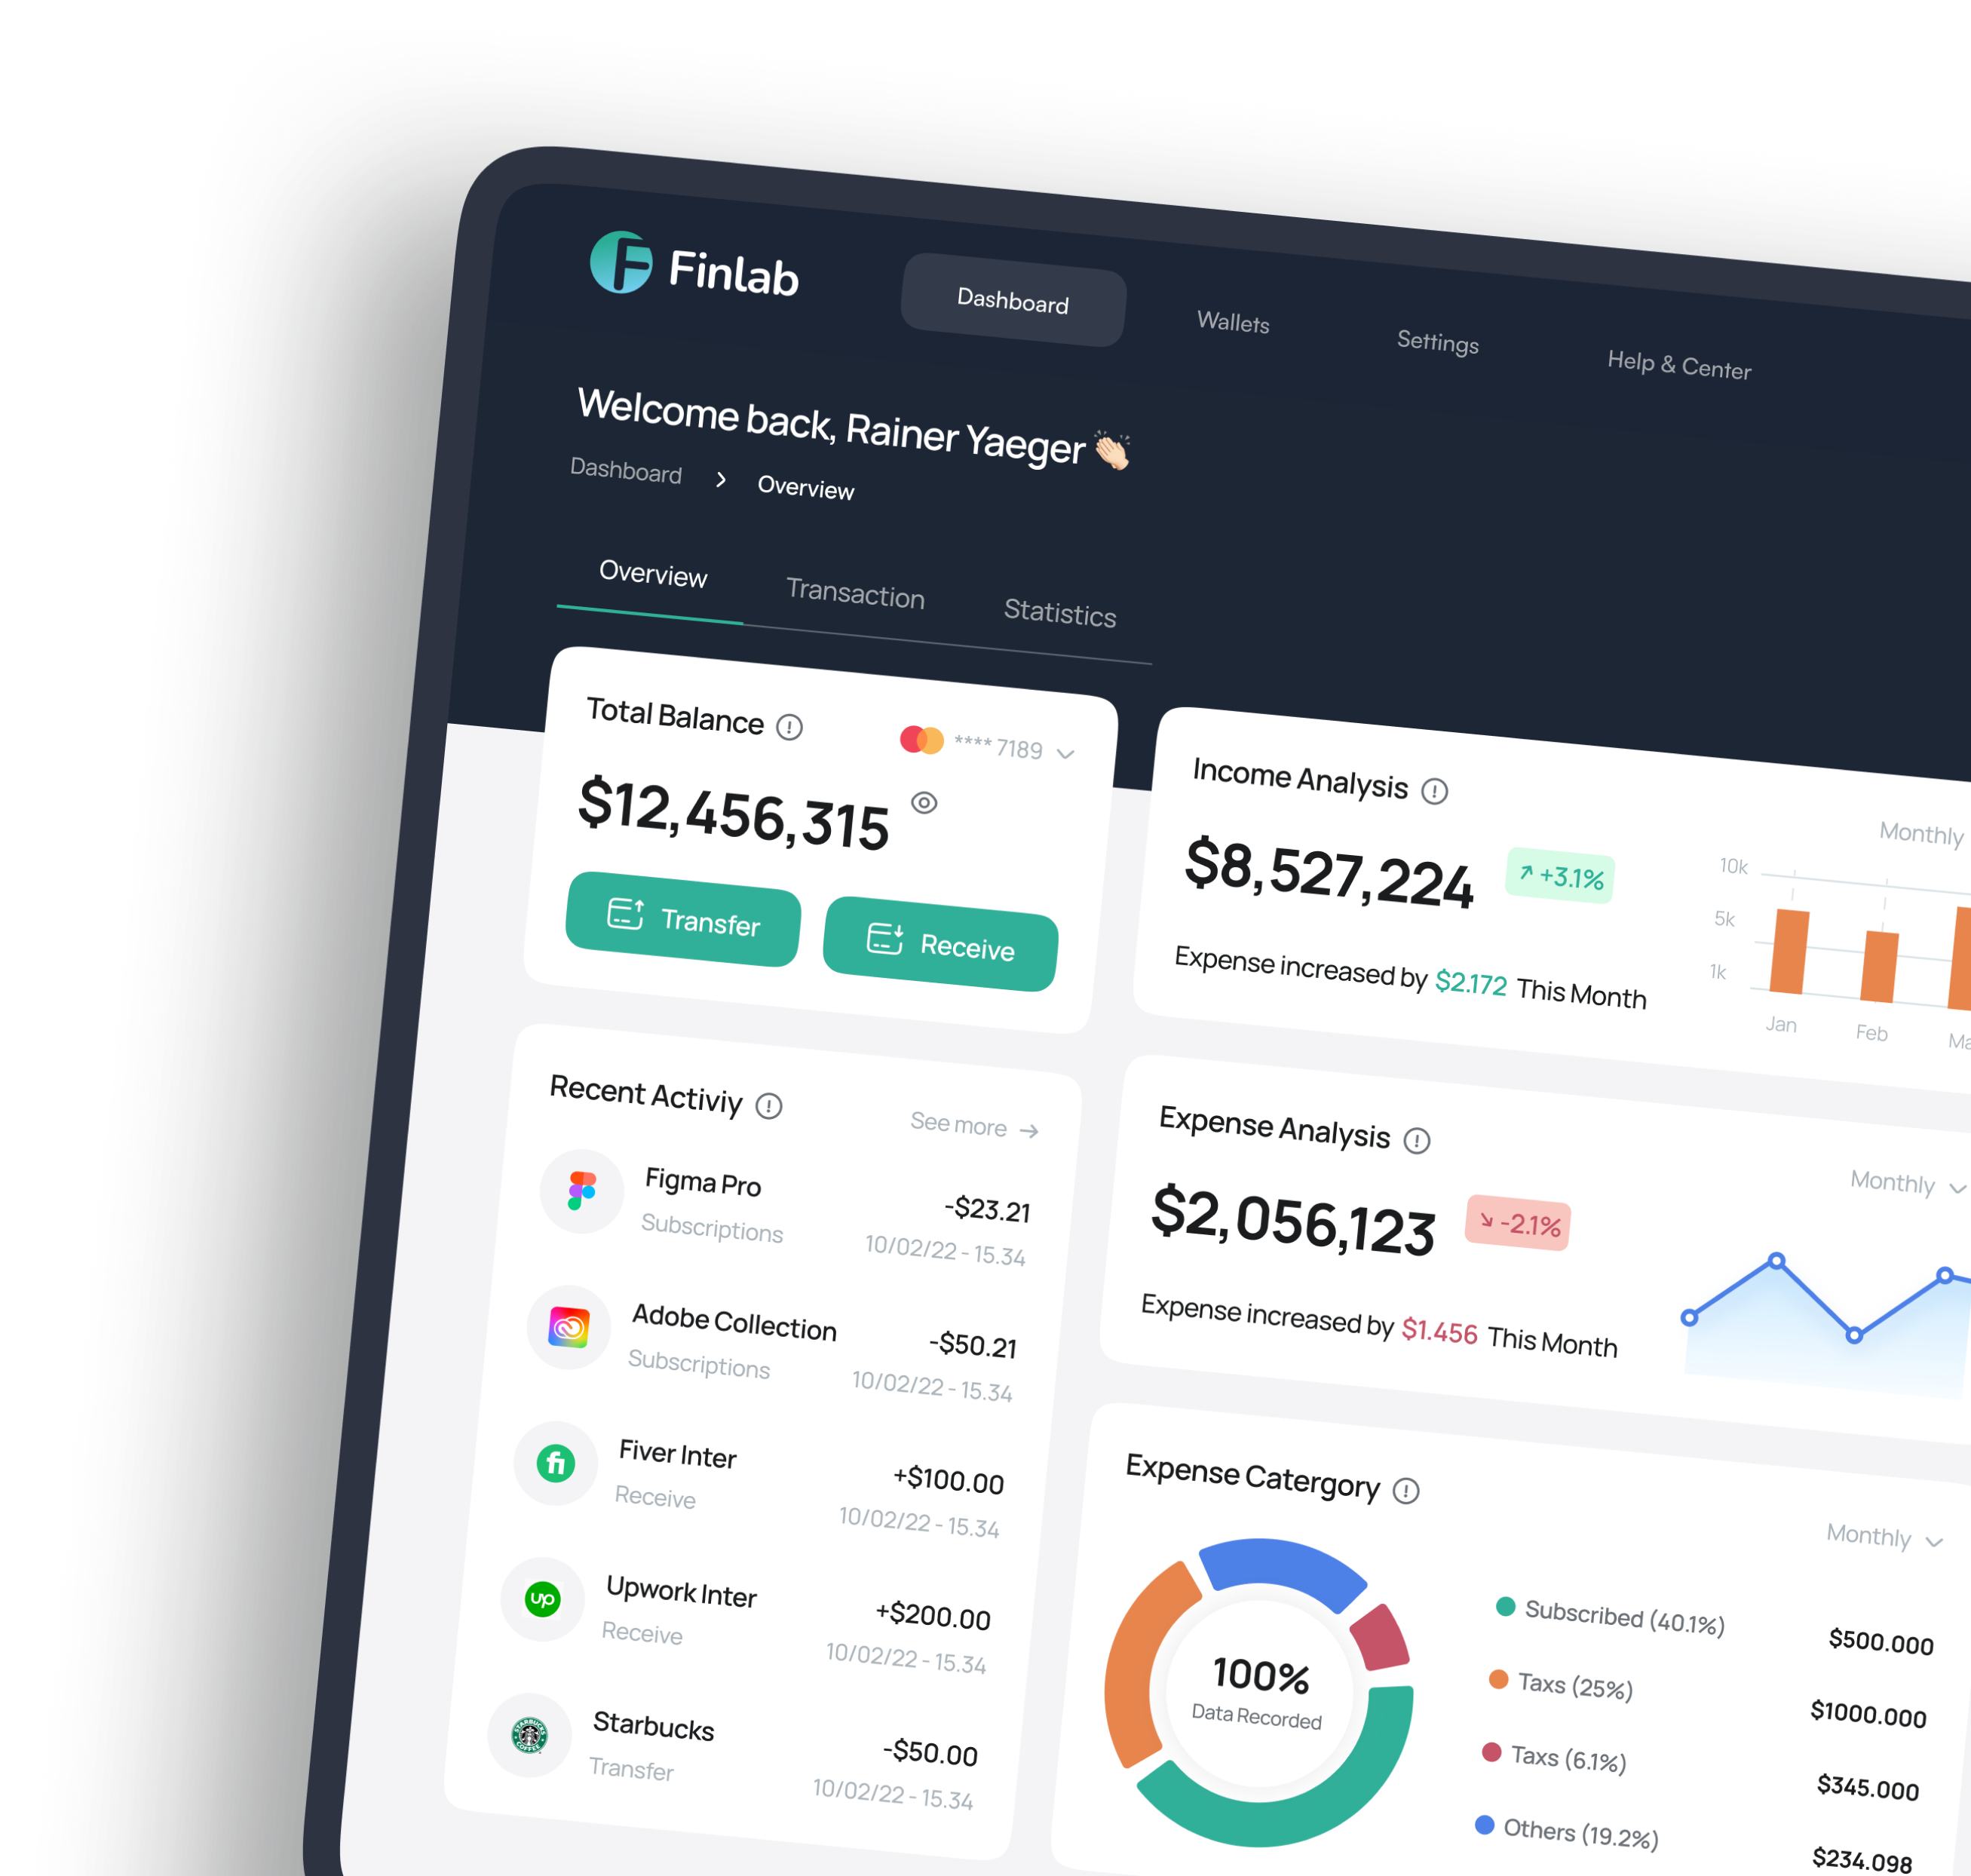 Finlab
Dashboard
Wallets
Settings
Help & Center
Welcome back, Rainer Yaeger 👏🏻
Dashboard > Overview
Overview
Transaction
Statistics
Total Balance
**** 7189
$12,456,315
Transfer
Receive
Income Analysis
Monthly
$8,527,224
+3.1%
Expense increased by $2.172 This Month
10k
5k
1k
Jan
Feb
Recent Activiy
See more →
Figma Pro
-$23.21
Subscriptions
10/02/22 - 15.34
Adobe Collection
-$50.21
Subscriptions
10/02/22 - 15.34
Fiver Inter
+$100.00
Receive
10/02/22 - 15.34
Upwork Inter
+$200.00
Receive
10/02/22 - 15.34
Starbucks
-$50.00
Transfer
10/02/22 - 15.34
Expense Analysis
Monthly
$2,056,123
-2.1%
Expense increased by $1.456 This Month
Expense Catergory
Monthly
100%
Data Recorded
Subscribed (40.1%)
$500.000
Taxs (25%)
$1000.000
Taxs (6.1%)
$345.000
Others (19.2%)
$234.098
fi
up
STARBUCKS
COFFEE